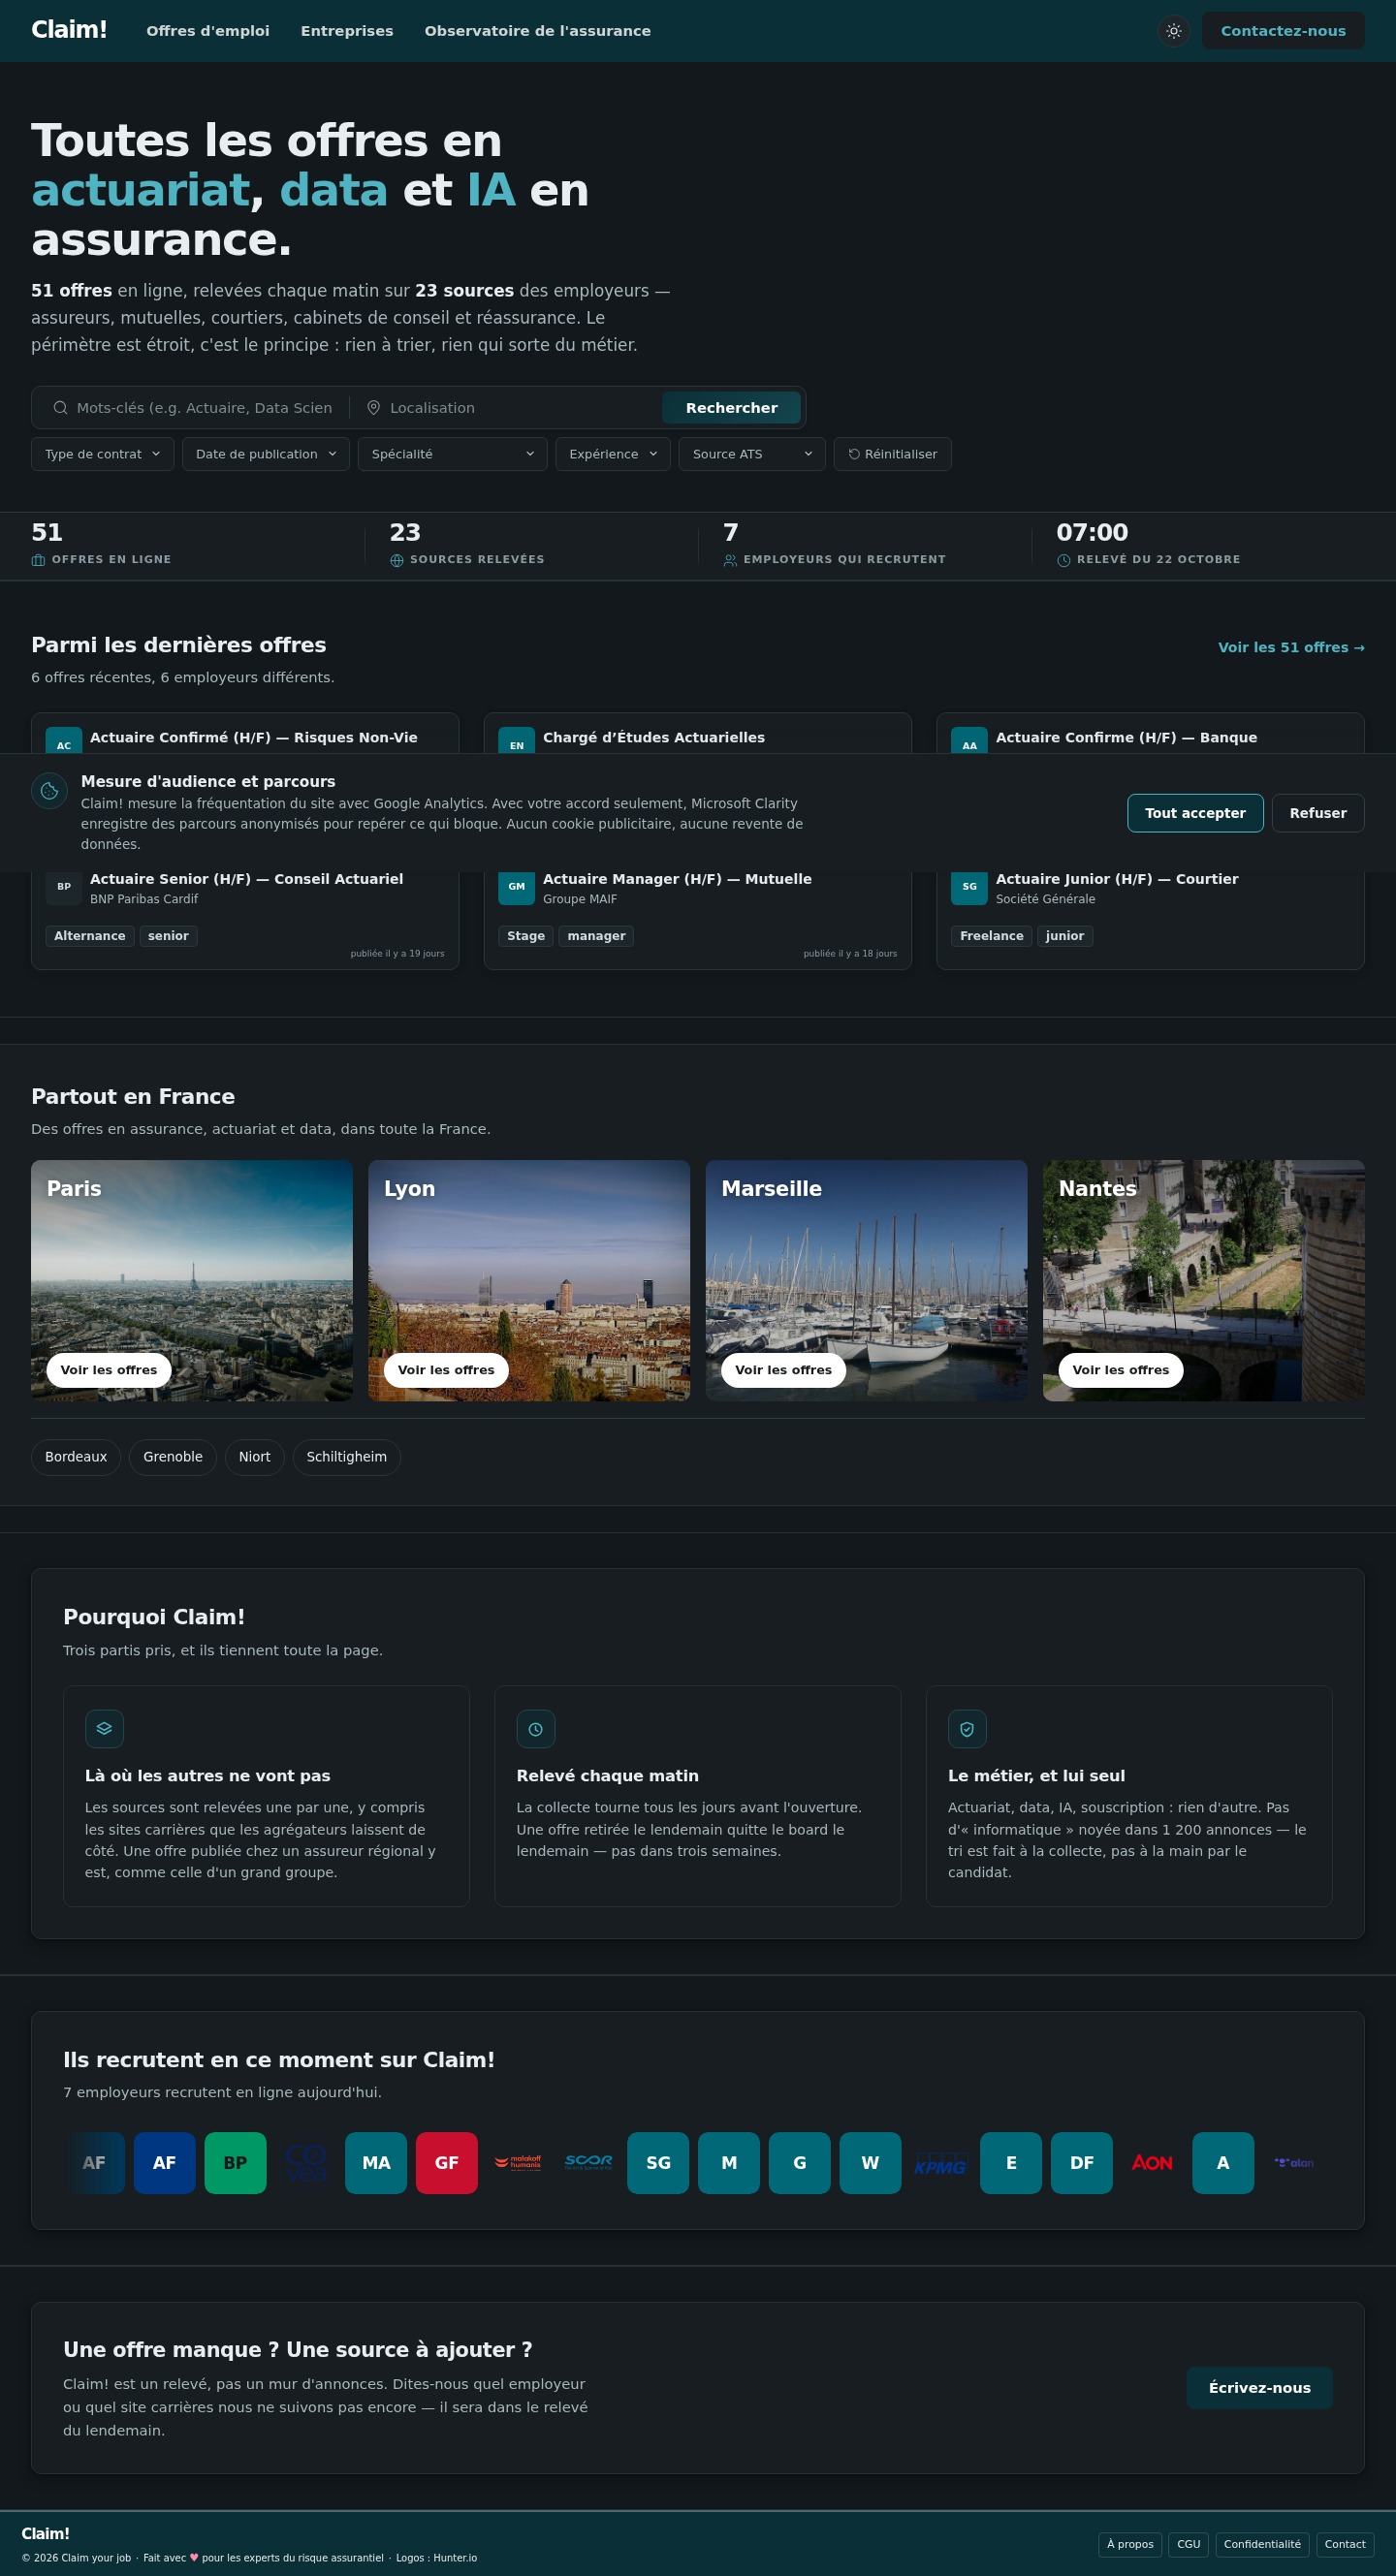 Claim!
Offres d'emploi
Entreprises
Observatoire de l'assurance
Contactez-nous
Toutes les offres en
actuariat, data et IA en
assurance.
51 offres en ligne, relevées chaque matin sur 23 sources des employeurs —
assureurs, mutuelles, courtiers, cabinets de conseil et réassurance. Le
périmètre est étroit, c'est le principe : rien à trier, rien qui sorte du métier.
Mots-clés (e.g. Actuaire, Data Scien
Localisation
Rechercher
Type de contrat
Date de publication
Spécialité
Expérience
Source ATS
Réinitialiser
51
OFFRES EN LIGNE
23
SOURCES RELEVÉES
7
EMPLOYEURS QUI RECRUTENT
07:00
RELEVÉ DU 22 OCTOBRE
Parmi les dernières offres
Voir les 51 offres →
6 offres récentes, 6 employeurs différents.
AC
Actuaire Confirmé (H/F) — Risques Non-Vie
EN
Chargé d’Études Actuarielles
AA
Actuaire Confirme (H/F) — Banque
Mesure d'audience et parcours
Claim! mesure la fréquentation du site avec Google Analytics. Avec votre accord seulement, Microsoft Clarity
enregistre des parcours anonymisés pour repérer ce qui bloque. Aucun cookie publicitaire, aucune revente de
données.
Tout accepter
Refuser
BP
Actuaire Senior (H/F) — Conseil Actuariel
BNP Paribas Cardif
Alternance
senior
publiée il y a 19 jours
GM
Actuaire Manager (H/F) — Mutuelle
Groupe MAIF
Stage
manager
publiée il y a 18 jours
SG
Actuaire Junior (H/F) — Courtier
Société Générale
Freelance
junior
Partout en France
Des offres en assurance, actuariat et data, dans toute la France.
Paris
Voir les offres
Lyon
Voir les offres
Marseille
Voir les offres
Nantes
Voir les offres
Bordeaux
Grenoble
Niort
Schiltigheim
Pourquoi Claim!
Trois partis pris, et ils tiennent toute la page.
Là où les autres ne vont pas
Les sources sont relevées une par une, y compris
les sites carrières que les agrégateurs laissent de
côté. Une offre publiée chez un assureur régional y
est, comme celle d'un grand groupe.
Relevé chaque matin
La collecte tourne tous les jours avant l'ouverture.
Une offre retirée le lendemain quitte le board le
lendemain — pas dans trois semaines.
Le métier, et lui seul
Actuariat, data, IA, souscription : rien d'autre. Pas
d'« informatique » noyée dans 1 200 annonces — le
tri est fait à la collecte, pas à la main par le
candidat.
Ils recrutent en ce moment sur Claim!
7 employeurs recrutent en ligne aujourd'hui.
AF
AF
BP
covéa
MA
GF
malakoff
humanis
SCOR
SG
M
G
W
KPMG
E
DF
AON
A
alan
Une offre manque ? Une source à ajouter ?
Claim! est un relevé, pas un mur d'annonces. Dites-nous quel employeur
ou quel site carrières nous ne suivons pas encore — il sera dans le relevé
du lendemain.
Écrivez-nous
Claim!
© 2026 Claim your job · Fait avec ♥ pour les experts du risque assurantiel · Logos : Hunter.io
À propos
CGU
Confidentialité
Contact